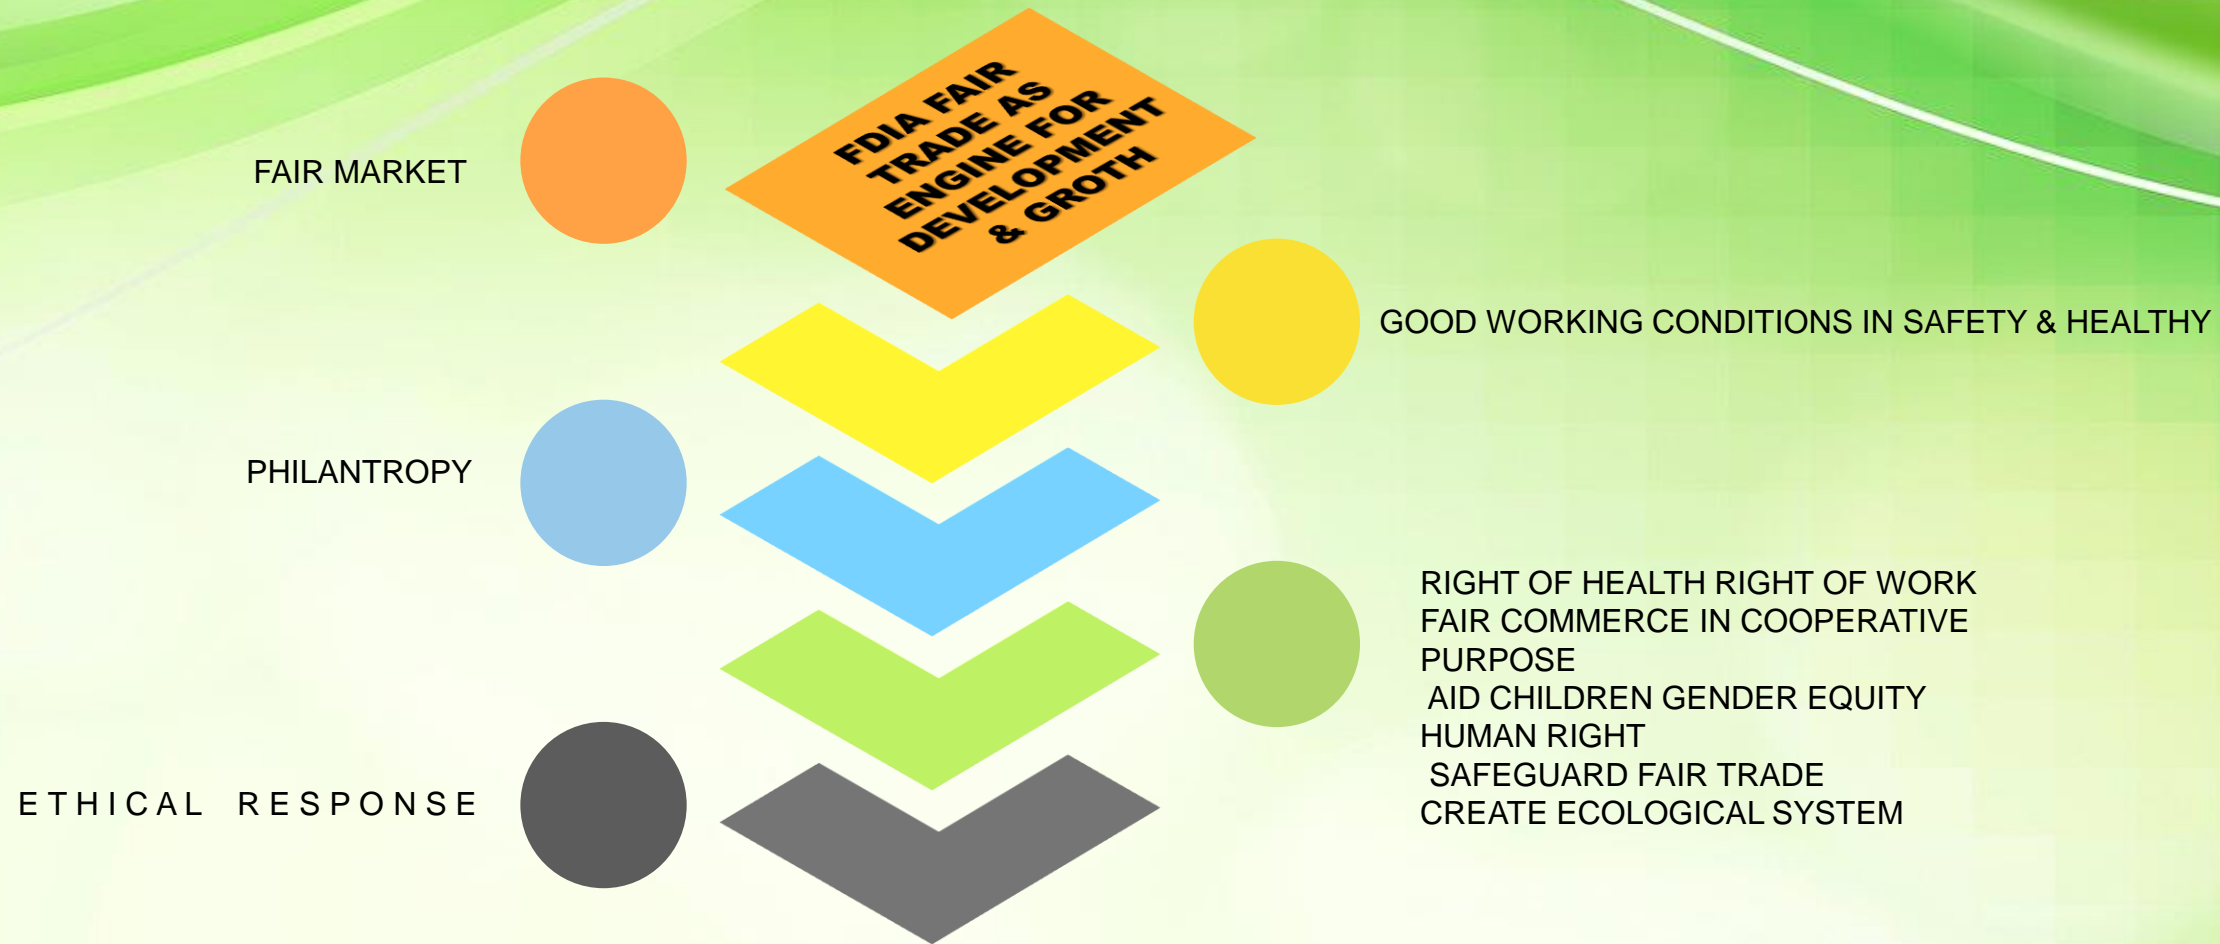 FDIA FAIR
TRADE AS
ENGINE FOR
DEVELOPMENT
& GROTH
FAIR MARKET
GOOD WORKING CONDITIONS IN SAFETY & HEALTHY
PHILANTROPY
RIGHT OF HEALTH RIGHT OF WORK
FAIR COMMERCE IN COOPERATIVE
PURPOSE
AID CHILDREN GENDER EQUITY
HUMAN RIGHT
SAFEGUARD FAIR TRADE
CREATE ECOLOGICAL SYSTEM
ETHICAL RESPONSE